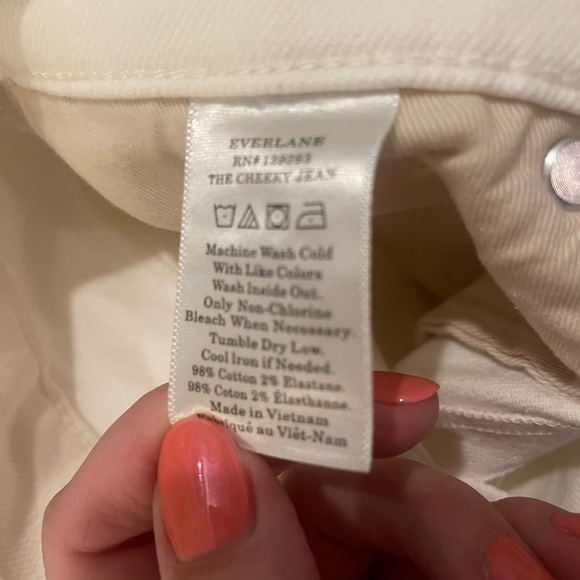 EVERLANE
RN# 139293
THE CHEEKY JEAN
Machine Wash Cold
With Like Colors
Wash Inside Out.
Only Non-Chlorine
Bleach When Necessary.
Tumble Dry Low.
Cool Iron if Needed.
98% Cotton 2% Elastane.
98% Coton 2% Élasthanne
Made in Vietnam
Fabriqué au Viêt-Nam